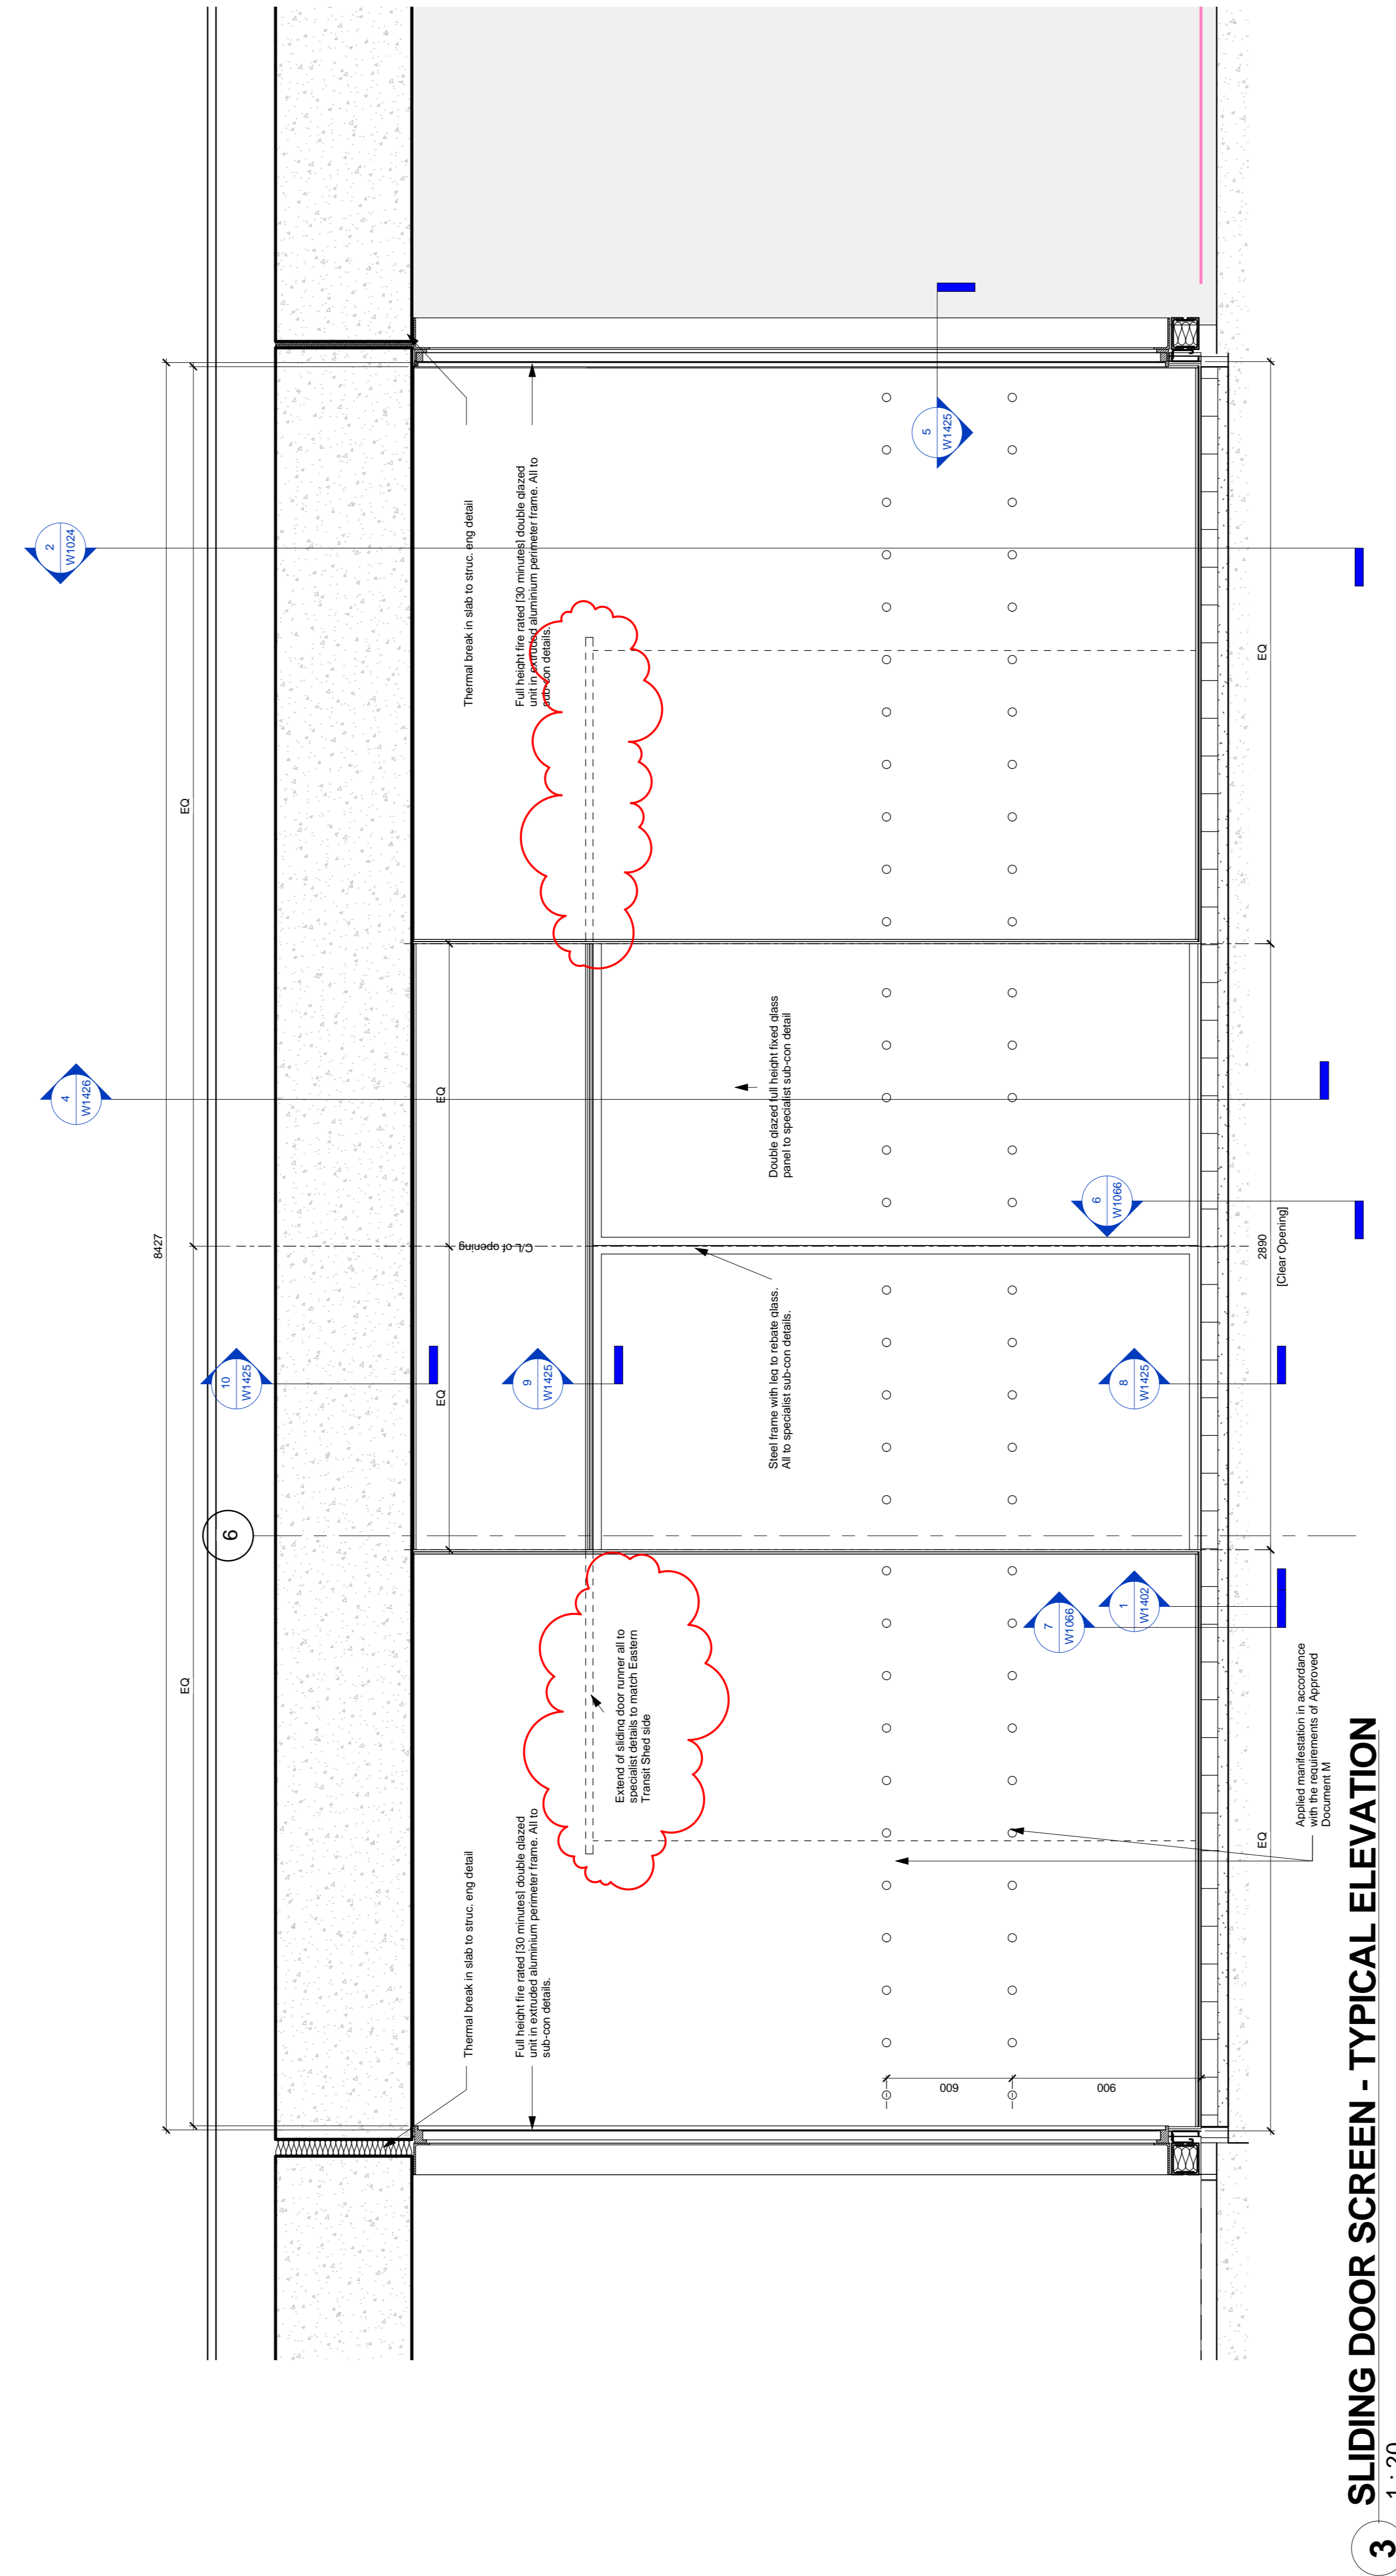 8427
EQ
EQ
2
W1024
4
W1426
10
W1425
6
Thermal break in slab to struc. eng detail
Thermal break in slab to struc. eng detail
EQ
EQ
C/L of opening
Full height fire rated [30 minutes] double glazed
unit in extruded aluminium perimeter frame. All to
sub-con details.
Full height fire rated [30 minutes] double glazed
unit in extruded aluminium perimeter frame. All to
sub-con details.
9
W1425
Extend of sliding door runner all to
specialist details to match Eastern
Transit Shed side
Steel frame with leg to rebate glass.
All to specialist sub-con details.
Double glazed full height fixed glass
panel to specialist sub-con detail
5
W1425
600
900
7
W1066
1
W1402
8
W1425
6
W1066
EQ
2890
[Clear Opening]
EQ
Applied manifestation in accordance
with the requirements of Approved
Document M
3
SLIDING DOOR SCREEN - TYPICAL ELEVATION
1 : 20